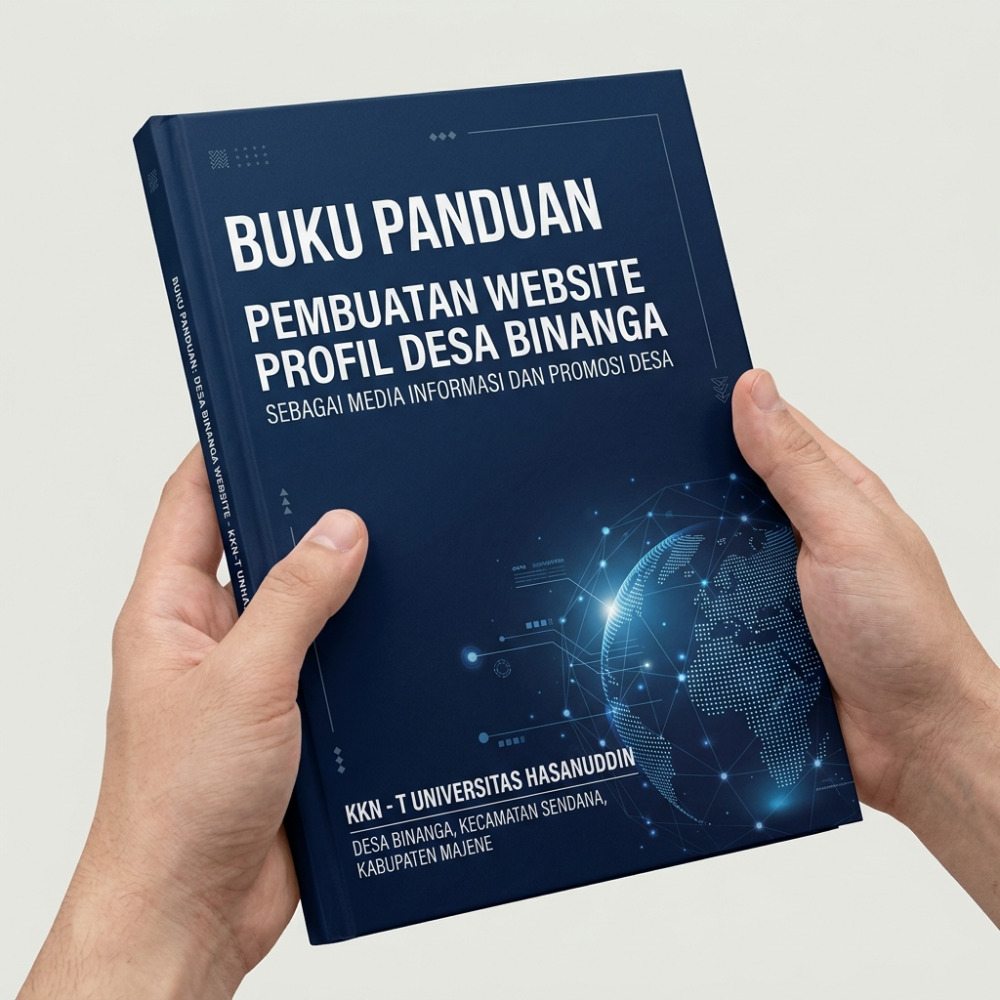 BUKU PANDUAN
PEMBUATAN WEBSITE
PROFIL DESA BINANGA
SEBAGAI MEDIA INFORMASI DAN PROMOSI DESA
KKN - T UNIVERSITAS HASANUDDIN
DESA BINANGA, KECAMATAN SENDANA,
KABUPATEN MAJENE
BUKU PANDUAN: DESA BINANGA WEBSITE - KKN-T UNHA